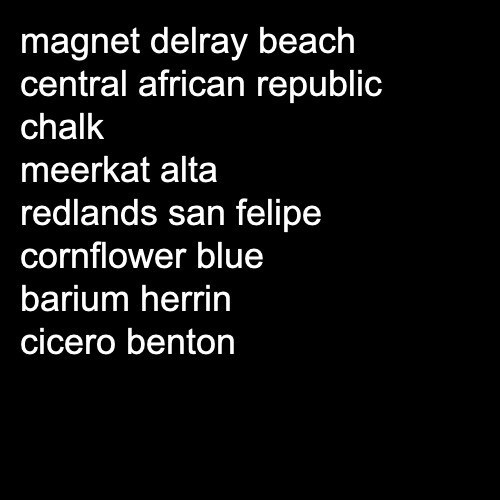 magnet delray beach
central african republic
chalk
meerkat alta
redlands san felipe
cornflower blue
barium herrin
cicero benton